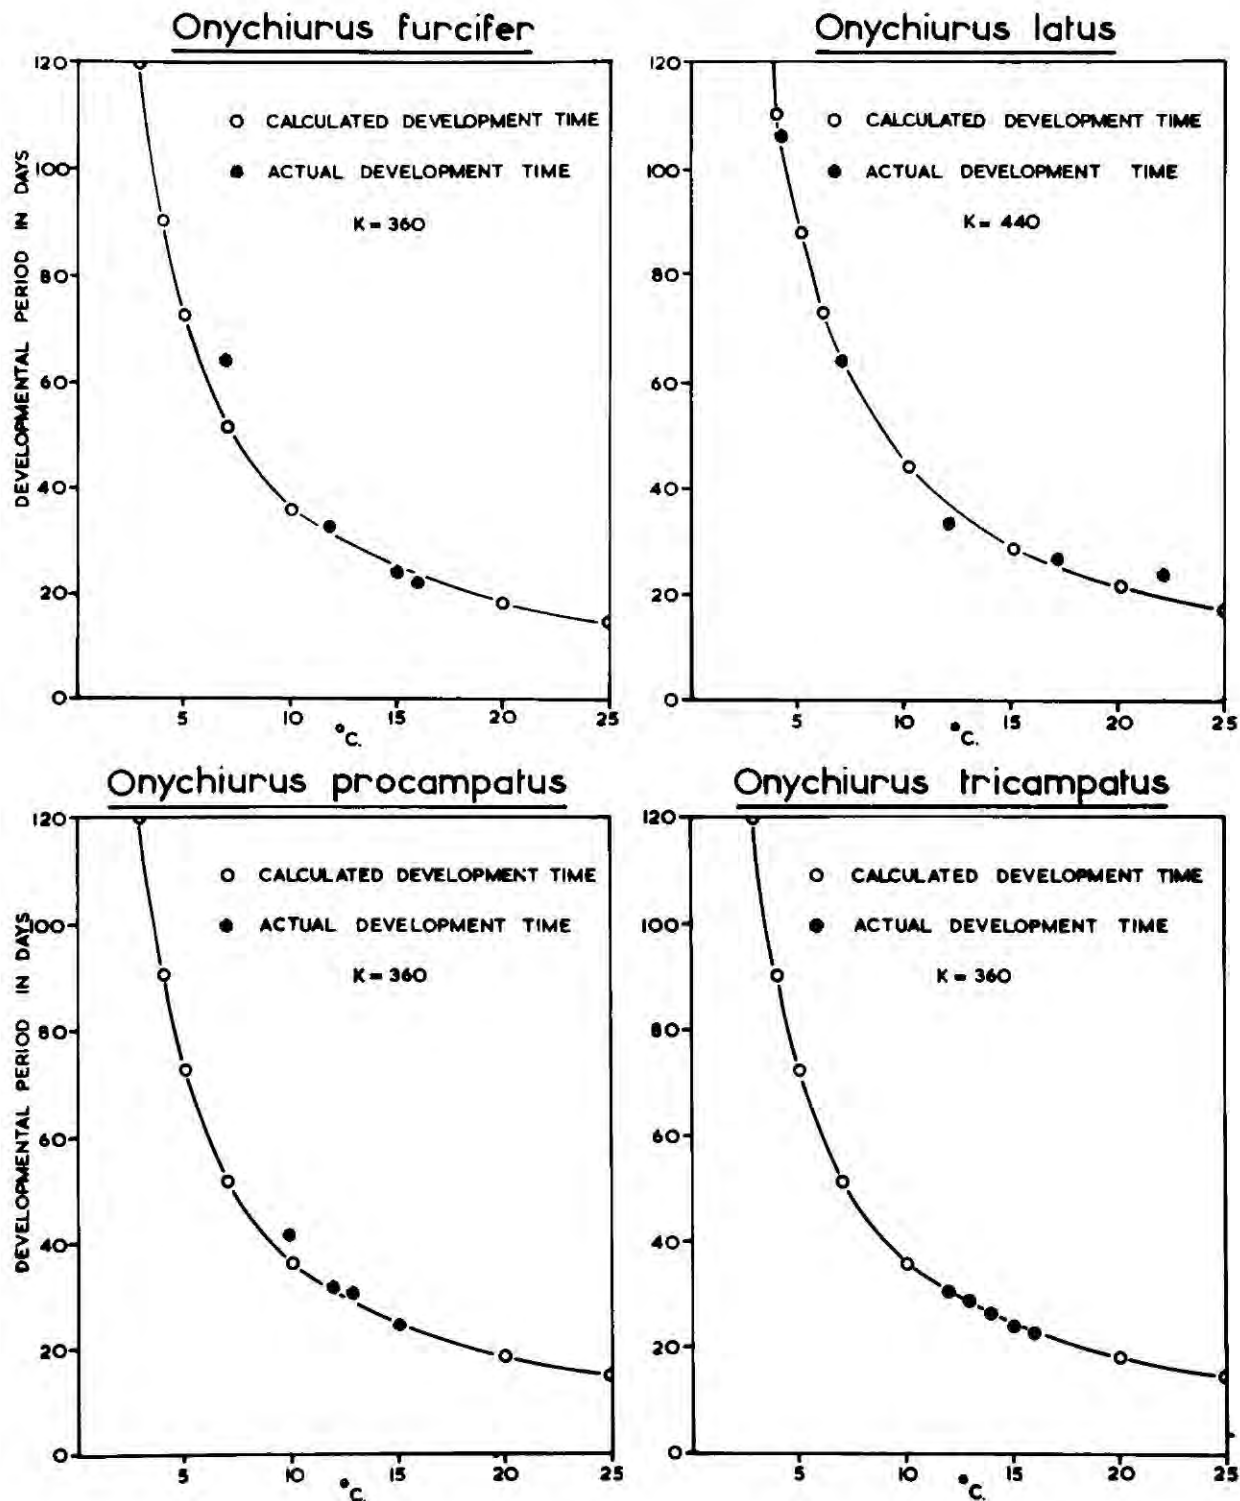 Onychiurus furcifer
120
100
80
60
40
20
0
DEVELOPMENTAL PERIOD IN DAYS
CALCULATED DEVELOPMENT TIME
ACTUAL DEVELOPMENT TIME
K = 360
5 10 15 20 25
°C.
Onychiurus latus
120
100
80
60
40
20
0
CALCULATED DEVELOPMENT TIME
ACTUAL DEVELOPMENT TIME
K = 440
5 10 15 20 25
°C.
Onychiurus procampatus
120
100
80
60
40
20
0
DEVELOPMENTAL PERIOD IN DAYS
CALCULATED DEVELOPMENT TIME
ACTUAL DEVELOPMENT TIME
K = 360
5 10 15 20 25
°C.
Onychiurus tricampatus
120
100
80
60
40
20
0
CALCULATED DEVELOPMENT TIME
ACTUAL DEVELOPMENT TIME
K = 360
5 10 15 20 25
°C.